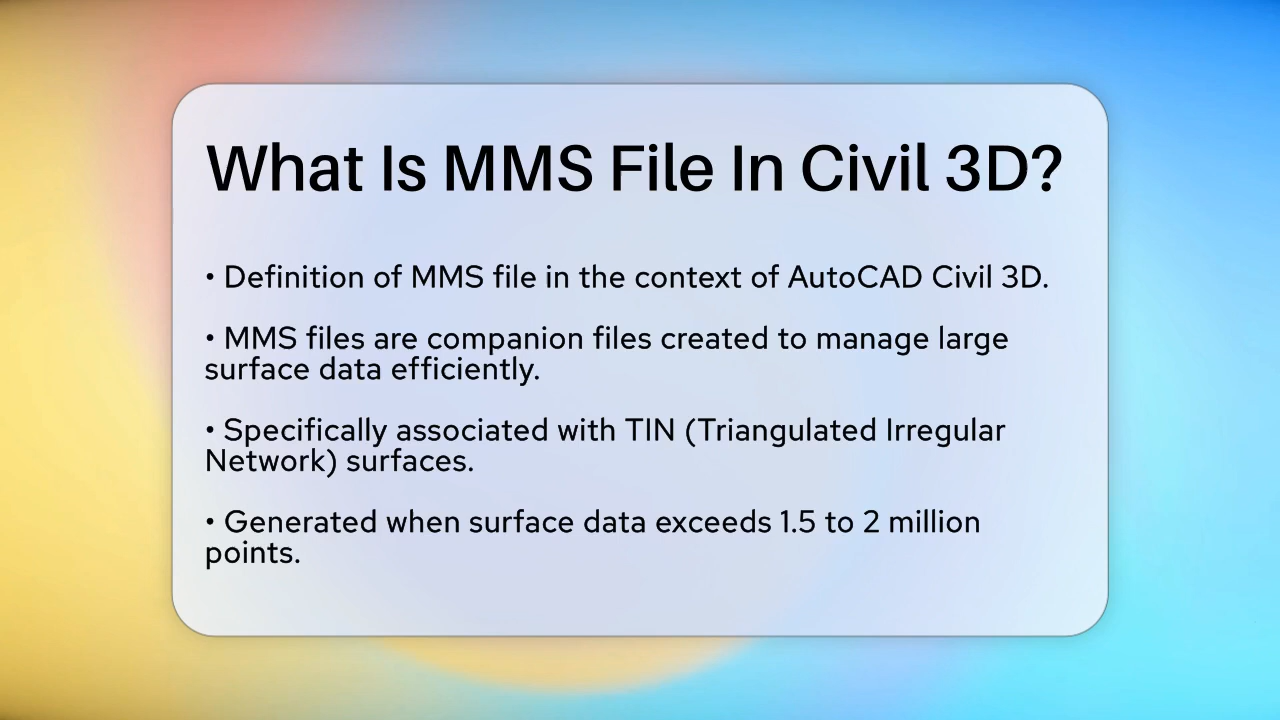 What Is MMS File In Civil 3D?
• Definition of MMS file in the context of AutoCAD Civil 3D.
• MMS files are companion files created to manage large
surface data efficiently.
• Specifically associated with TIN (Triangulated Irregular
Network) surfaces.
• Generated when surface data exceeds 1.5 to 2 million
points.